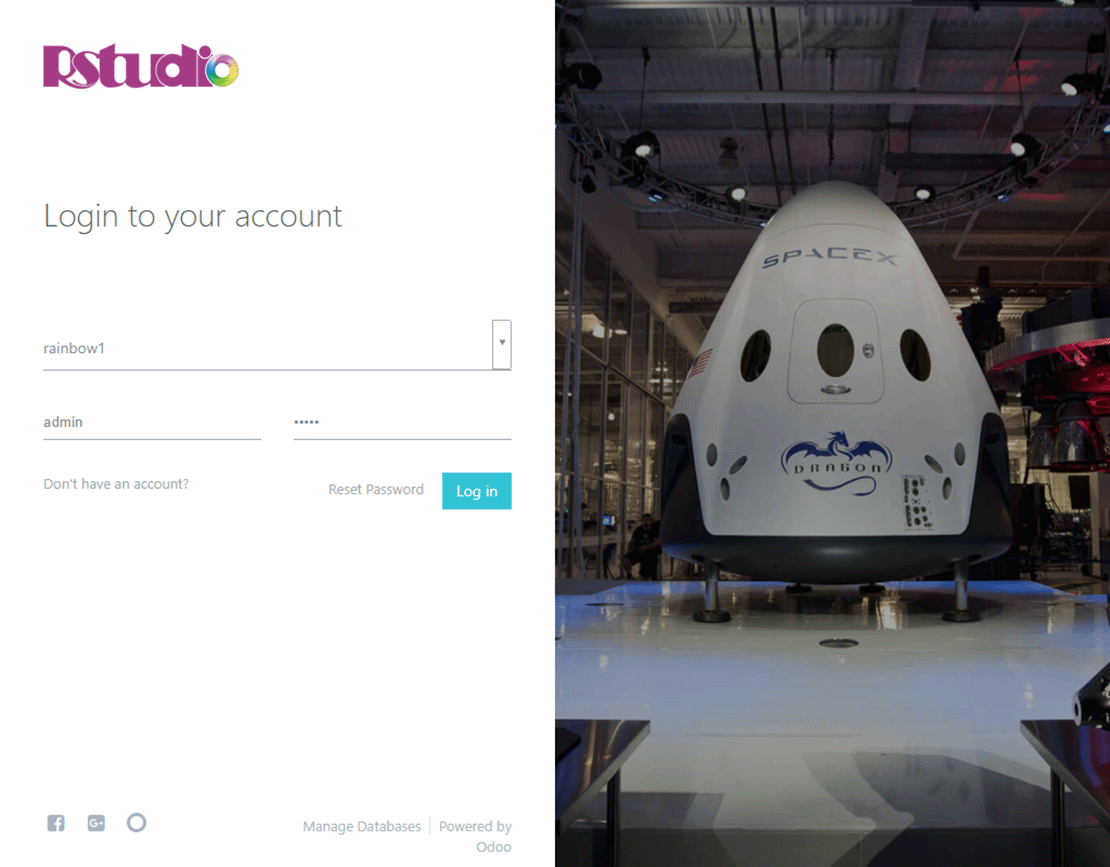 Rstudio
Login to your account
rainbow1
admin
•••••
Don't have an account?
Reset Password
Log in
Manage Databases
Powered by
Odoo
SPACEX
DRAGON